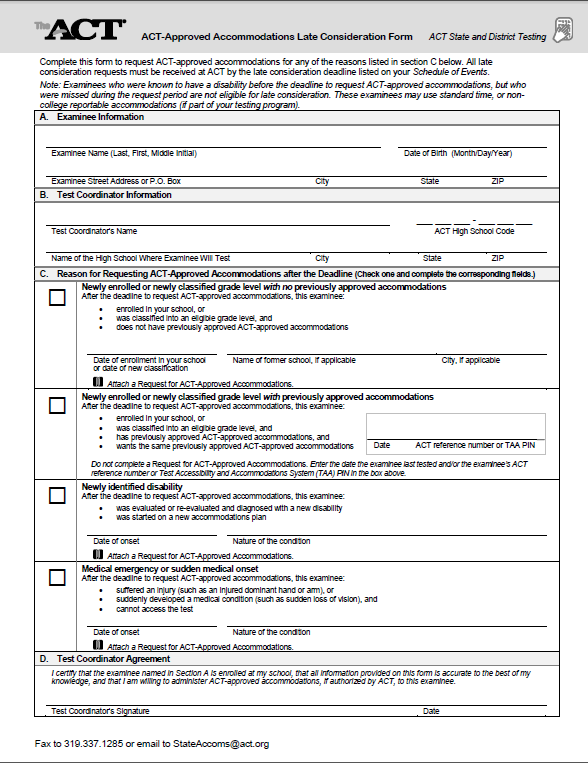 The ACT®
ACT-Approved Accommodations Late Consideration Form
ACT State and District Testing
Complete this form to request ACT-approved accommodations for any of the reasons listed in section C below. All late
consideration requests must be received at ACT by the late consideration deadline listed on your Schedule of Events.
Note: Examinees who were known to have a disability before the deadline to request ACT-approved accommodations, but who
were missed during the request period are not eligible for late consideration. These examinees may use standard time, or non-
college reportable accommodations (if part of your testing program).
A. Examinee Information
Examinee Name (Last, First, Middle Initial) Date of Birth (Month/Day/Year)
Examinee Street Address or P.O. Box City State ZIP
B. Test Coordinator Information
___ ___ ___ - ___ ___ ___
Test Coordinator's Name ACT High School Code
Name of the High School Where Examinee Will Test City State ZIP
C. Reason for Requesting ACT-Approved Accommodations after the Deadline (Check one and complete the corresponding fields.)
Newly enrolled or newly classified grade level with no previously approved accommodations
After the deadline to request ACT-approved accommodations, this examinee:
• enrolled in your school, or
• was classified into an eligible grade level, and
• does not have previously approved ACT-approved accommodations
Date of enrollment in your school Name of former school, if applicable City, if applicable
or date of new classification
Attach a Request for ACT-Approved Accommodations.
Newly enrolled or newly classified grade level with previously approved accommodations
After the deadline to request ACT-approved accommodations, this examinee:
• enrolled in your school, or
• was classified into an eligible grade level, and
• has previously approved ACT-approved accommodations, and
• wants the same previously approved ACT-approved accommodations
Date ACT reference number or TAA PIN
Do not complete a Request for ACT-Approved Accommodations. Enter the date the examinee last tested and/or the examinee's ACT
reference number or Test Accessibility and Accommodations System (TAA) PIN in the box above.
Newly identified disability
After the deadline to request ACT-approved accommodations, this examinee:
• was evaluated or re-evaluated and diagnosed with a new disability
• was started on a new accommodations plan
Date of onset Nature of the condition
Attach a Request for ACT-Approved Accommodations.
Medical emergency or sudden medical onset
After the deadline to request ACT-approved accommodations, this examinee:
• suffered an injury (such as an injured dominant hand or arm), or
• suddenly developed a medical condition (such as sudden loss of vision), and
• cannot access the test
Date of onset Nature of the condition
Attach a Request for ACT-Approved Accommodations.
D. Test Coordinator Agreement
I certify that the examinee named in Section A is enrolled at my school, that all information provided on this form is accurate to the best of my
knowledge, and that I am willing to administer ACT-approved accommodations, if authorized by ACT, to this examinee.
Test Coordinator's Signature Date
Fax to 319.337.1285 or email to StateAccoms@act.org